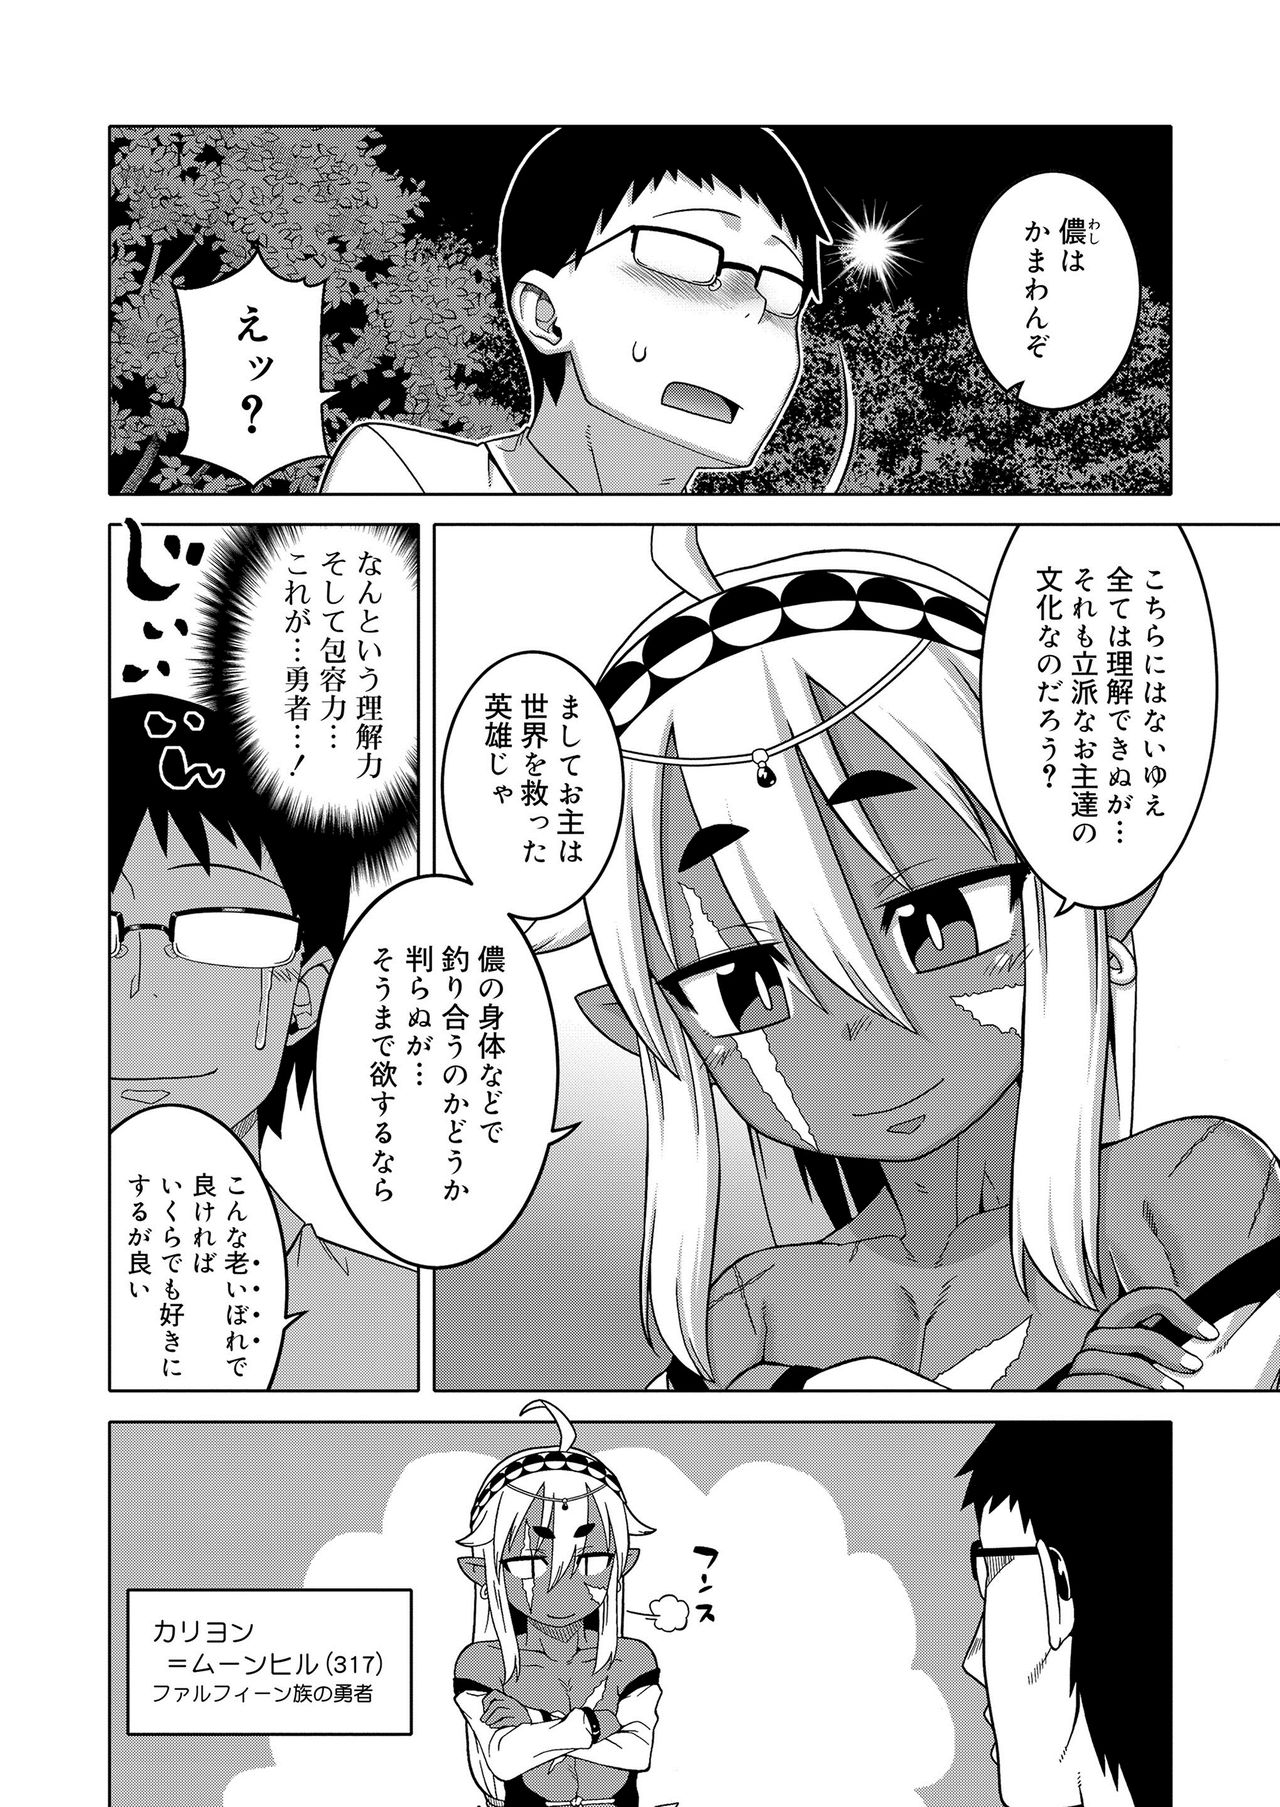 儂は
わし
かまわんぞ
えッ？
こちらにはないゆえ
全ては理解できぬが…
それも立派なお主達の
文化なのだろう？
ましてお主は
世界を救った
英雄じゃ
儂の身体などで
釣り合うのかどうか
判らぬが…
そうまで欲するなら
なんという理解力
そして包容力…
これが…勇者…！
じぃぃ
ぃん
こんな老いぼれで
良ければ
いくらでも好きに
するが良い
フンス
カリヨン
＝ムーンヒル（317）
ファルフィーン族の勇者